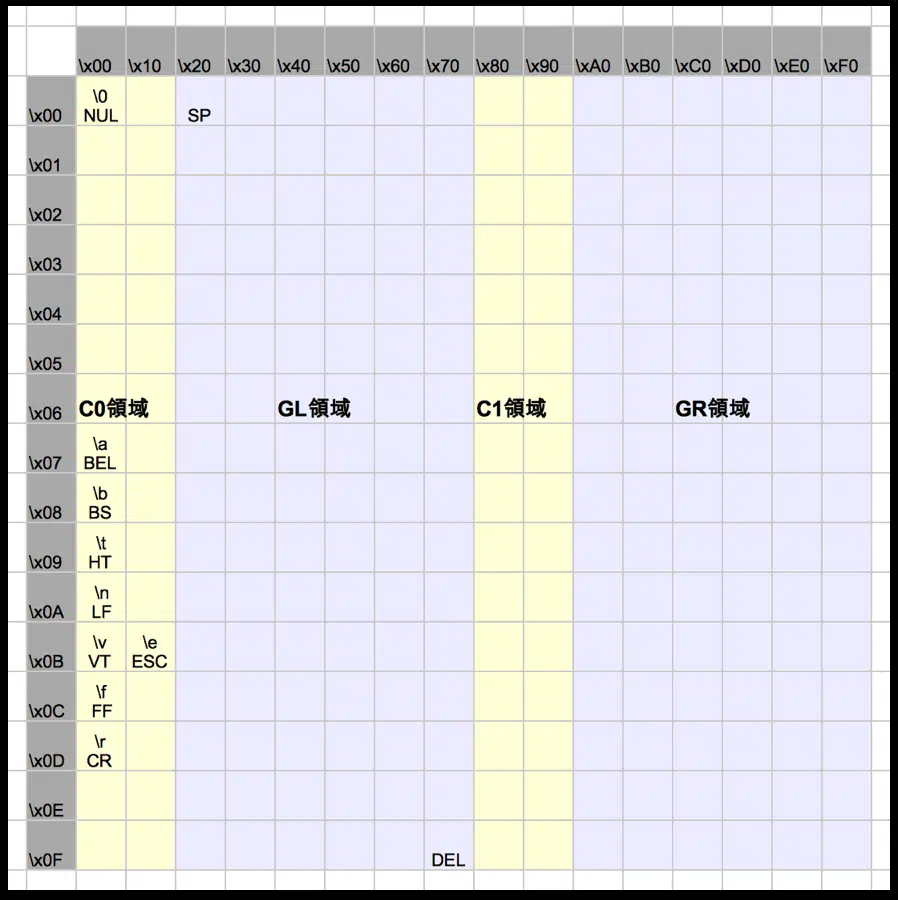 \x00 \x10 \x20 \x30 \x40 \x50 \x60 \x70 \x80 \x90 \xA0 \xB0 \xC0 \xD0 \xE0 \xF0
\0
\x00 NUL SP
\x01
\x02
\x03
\x04
\x05
\x06 C0領域 GL領域 C1領域 GR領域
\a
\x07 BEL
\b
\x08 BS
\t
\x09 HT
\n
\x0A LF
\v \e
\x0B VT ESC
\f
\x0C FF
\r
\x0D CR
\x0E
\x0F DEL